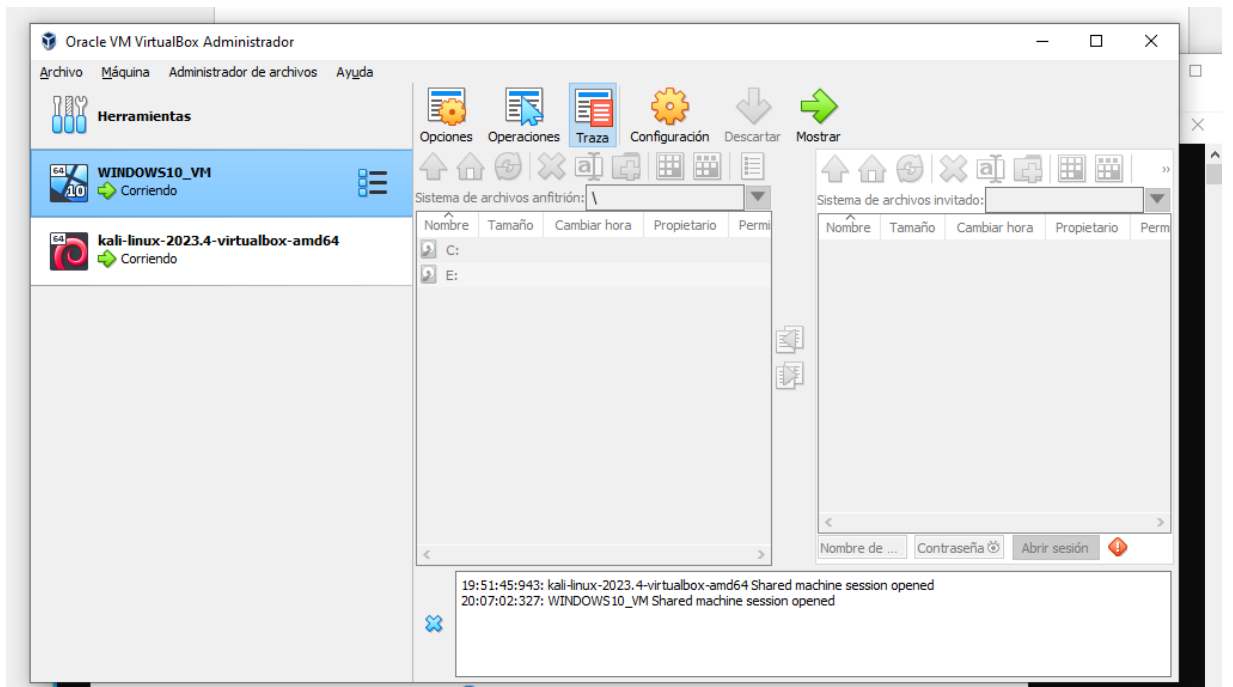 Oracle VM VirtualBox Administrador
Archivo Máquina Administrador de archivos Ayuda
Herramientas
Opciones Operaciones Traza Configuración Descartar Mostrar
64
10
WINDOWS10_VM
Corriendo
64
kali-linux-2023.4-virtualbox-amd64
Corriendo
Sistema de archivos anfitrión: \
Nombre Tamaño Cambiar hora Propietario Permi
C:
E:
Sistema de archivos invitado:
Nombre Tamaño Cambiar hora Propietario Perm
Nombre de ... Contraseña Abrir sesión
19:51:45:943: kali-linux-2023.4-virtualbox-amd64 Shared machine session opened
20:07:02:327: WINDOWS10_VM Shared machine session opened